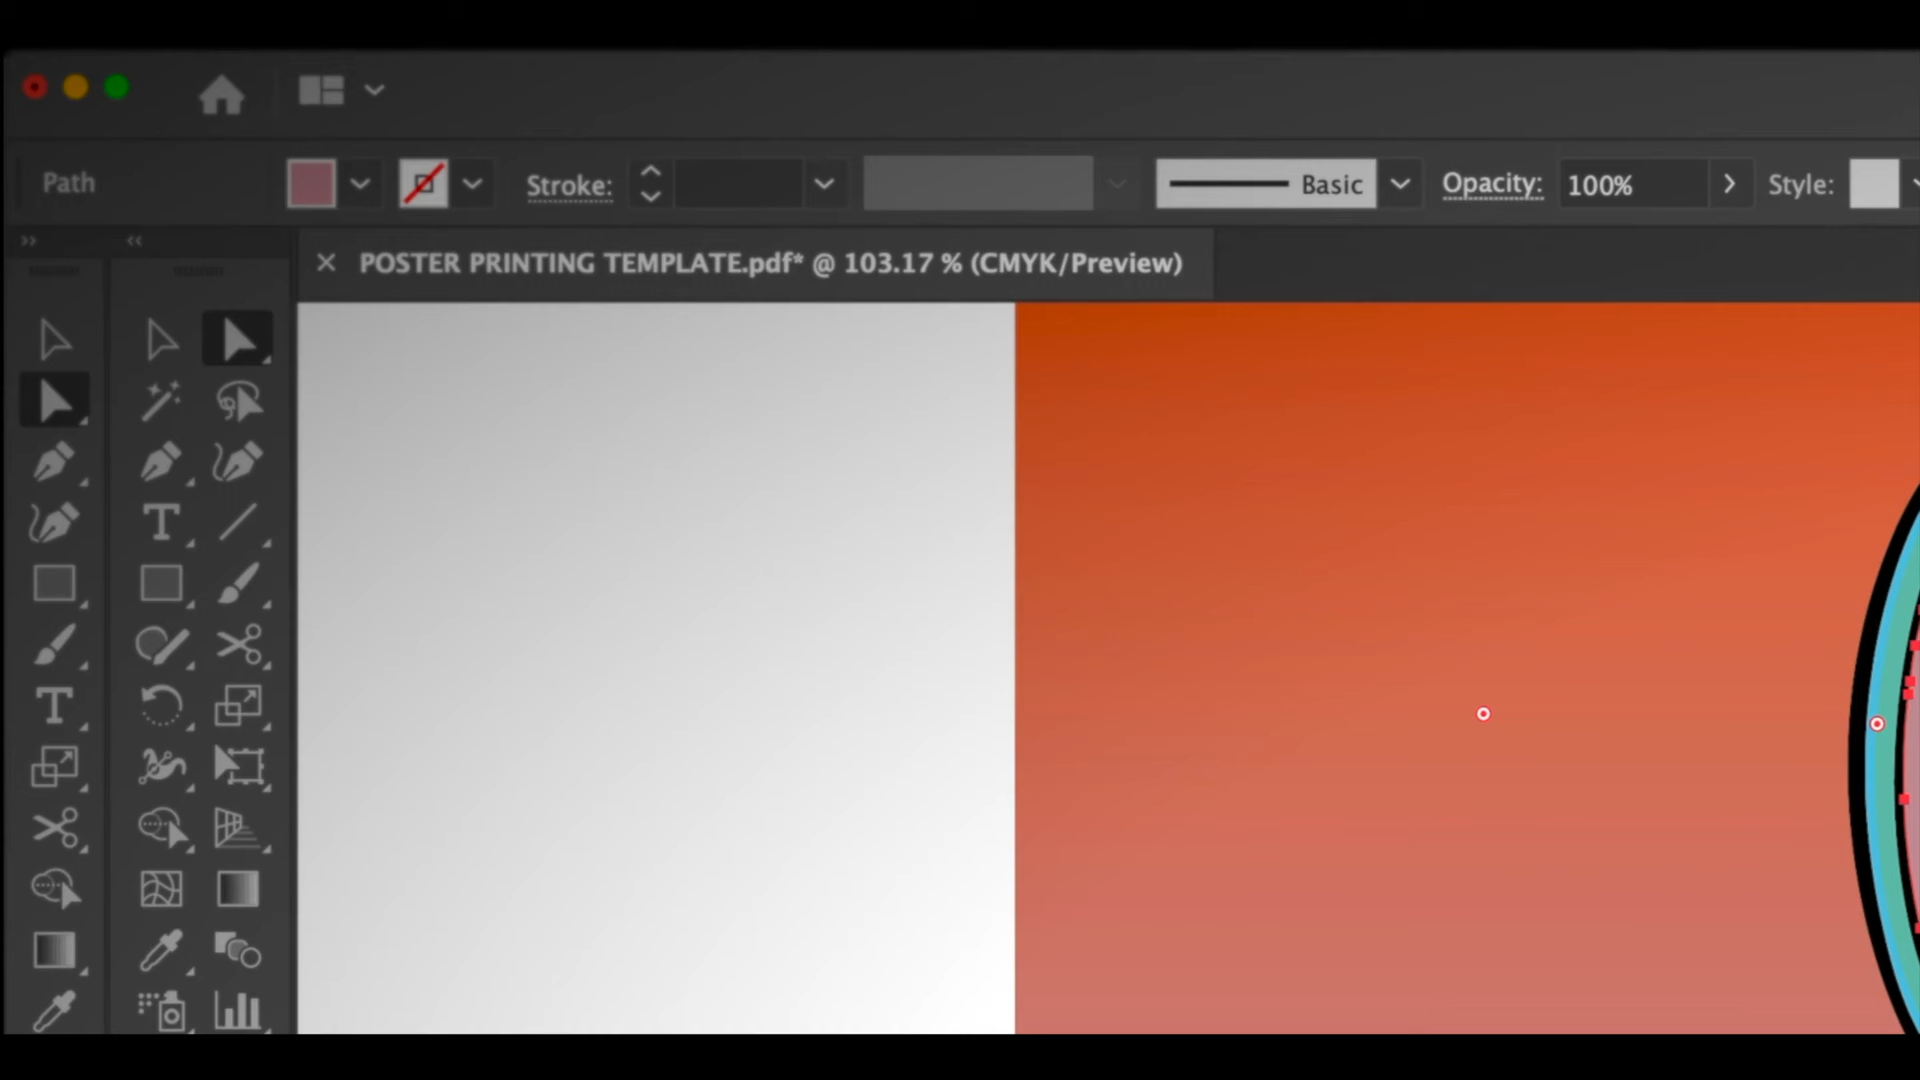 Path
Stroke:
Basic
Opacity:
100%
Style:
POSTER PRINTING TEMPLATE.pdf* @ 103.17 % (CMYK/Preview)